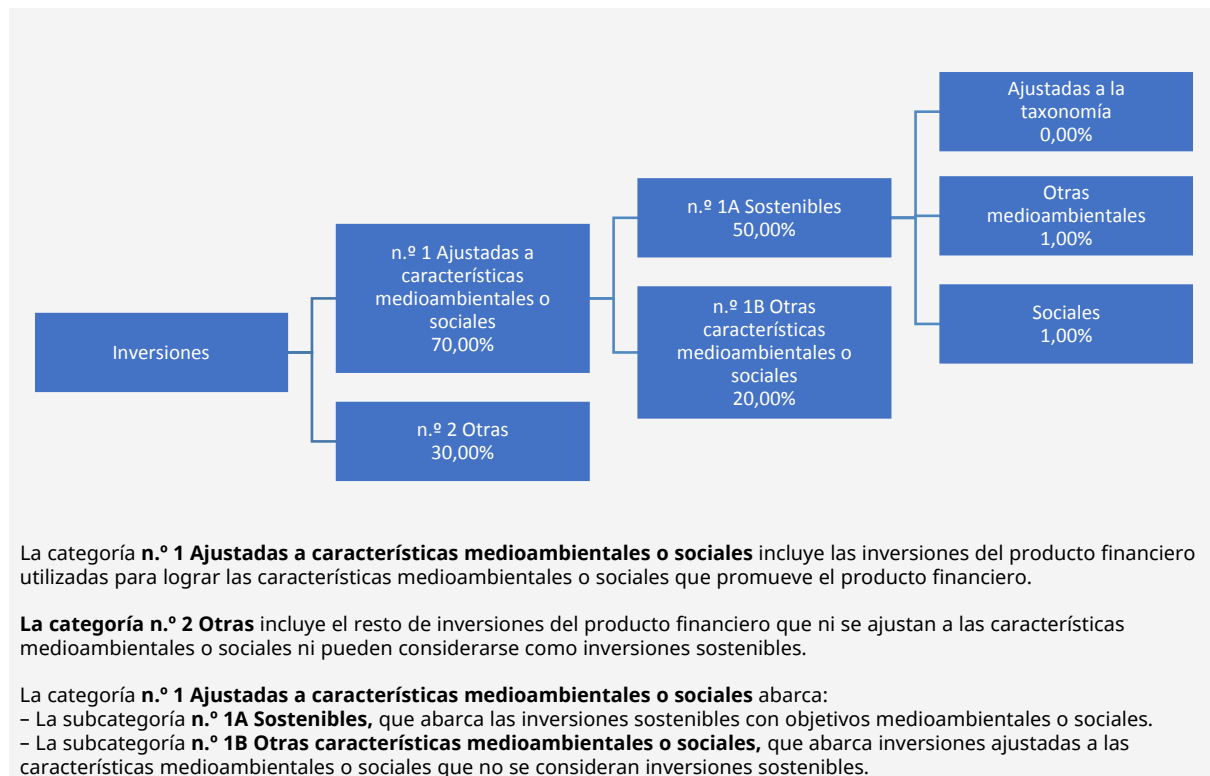 Inversiones
n.º 1 Ajustadas a
características
medioambientales o
sociales
70,00%
n.º 2 Otras
30,00%
n.º 1A Sostenibles
50,00%
n.º 1B Otras
características
medioambientales o
sociales
20,00%
Ajustadas a la
taxonomía
0,00%
Otras
medioambientales
1,00%
Sociales
1,00%
La categoría n.º 1 Ajustadas a características medioambientales o sociales incluye las inversiones del producto financiero
utilizadas para lograr las características medioambientales o sociales que promueve el producto financiero.
La categoría n.º 2 Otras incluye el resto de inversiones del producto financiero que ni se ajustan a las características
medioambientales o sociales ni pueden considerarse como inversiones sostenibles.
La categoría n.º 1 Ajustadas a características medioambientales o sociales abarca:
– La subcategoría n.º 1A Sostenibles, que abarca las inversiones sostenibles con objetivos medioambientales o sociales.
– La subcategoría n.º 1B Otras características medioambientales o sociales, que abarca inversiones ajustadas a las
características medioambientales o sociales que no se consideran inversiones sostenibles.